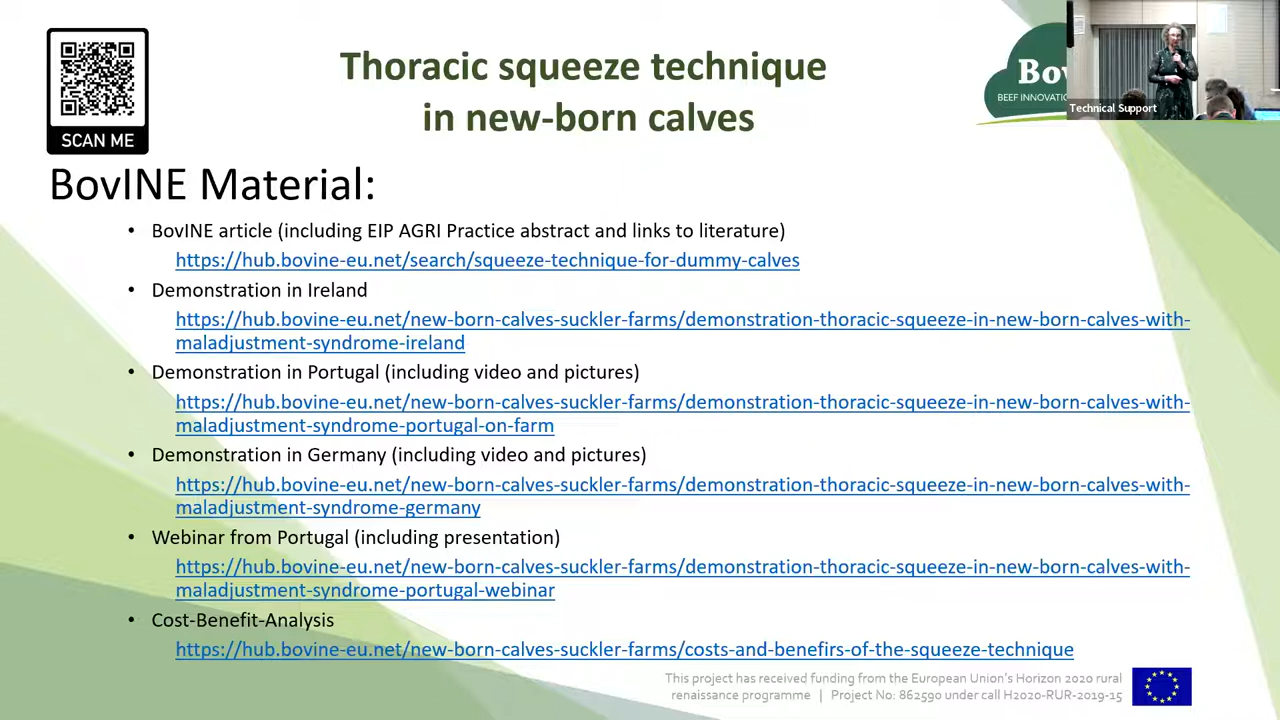 SCAN ME
Thoracic squeeze technique
in new-born calves
Bov
BEEF INNOVATIO
Technical Support
BovINE Material:
• BovINE article (including EIP AGRI Practice abstract and links to literature)
https://hub.bovine-eu.net/search/squeeze-technique-for-dummy-calves
• Demonstration in Ireland
https://hub.bovine-eu.net/new-born-calves-suckler-farms/demonstration-thoracic-squeeze-in-new-born-calves-with-
maladjustment-syndrome-ireland
• Demonstration in Portugal (including video and pictures)
https://hub.bovine-eu.net/new-born-calves-suckler-farms/demonstration-thoracic-squeeze-in-new-born-calves-with-
maladjustment-syndrome-portugal-on-farm
• Demonstration in Germany (including video and pictures)
https://hub.bovine-eu.net/new-born-calves-suckler-farms/demonstration-thoracic-squeeze-in-new-born-calves-with-
maladjustment-syndrome-germany
• Webinar from Portugal (including presentation)
https://hub.bovine-eu.net/new-born-calves-suckler-farms/demonstration-thoracic-squeeze-in-new-born-calves-with-
maladjustment-syndrome-portugal-webinar
• Cost-Benefit-Analysis
https://hub.bovine-eu.net/new-born-calves-suckler-farms/costs-and-benefirs-of-the-squeeze-technique
This project has received funding from the European Union's Horizon 2020 rural
renaissance programme | Project No: 862590 under call H2020-RUR-2019-15